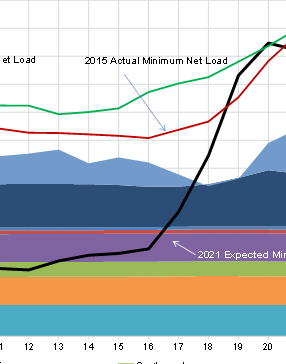 et Load
2015 Actual Minimum Net Load
2021 Expected Min
11 12 13 14 15 16 17 18 19 20